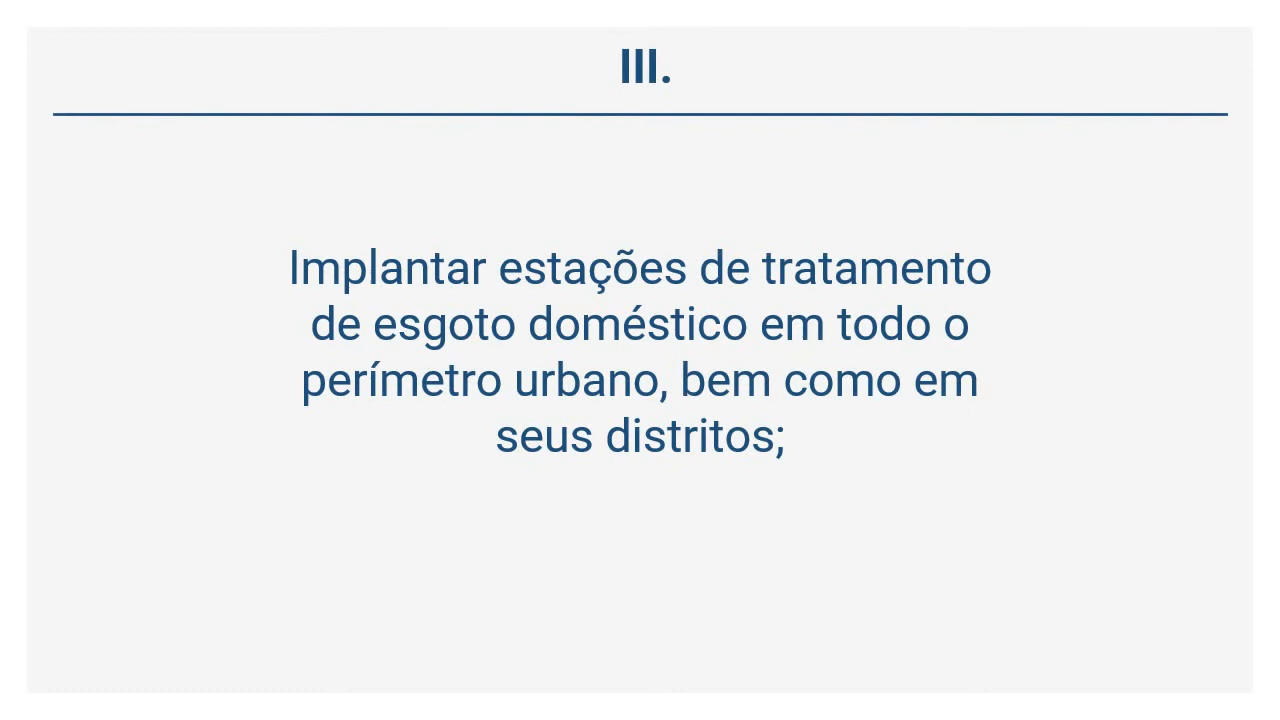 III.
Implantar estações de tratamento
de esgoto doméstico em todo o
perímetro urbano, bem como em
seus distritos;